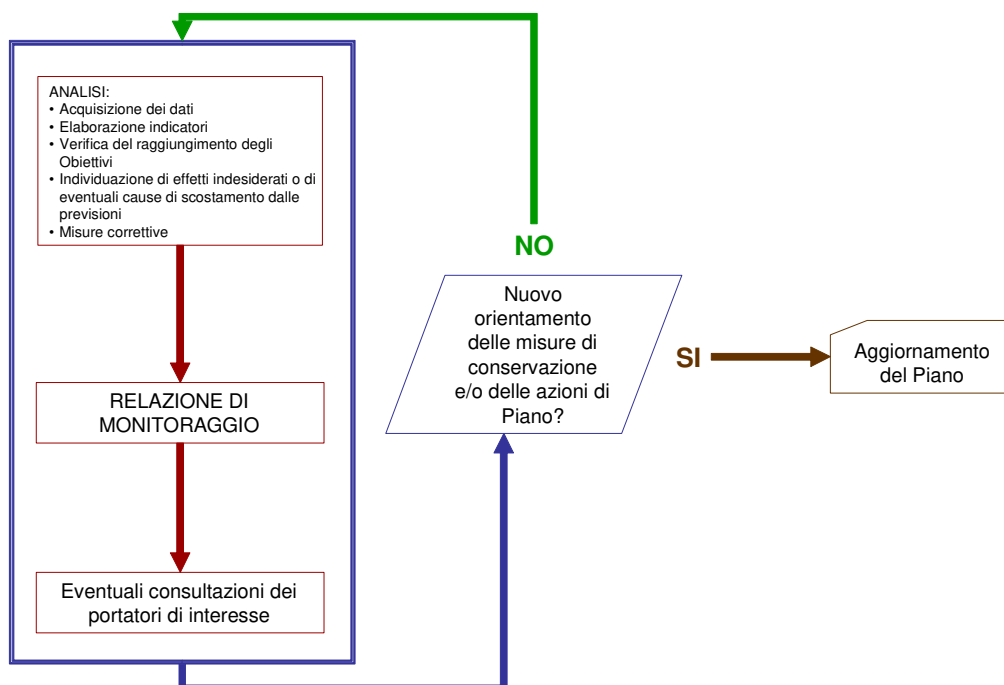 ANALISI:
• Acquisizione dei dati
• Elaborazione indicatori
• Verifica del raggiungimento degli
Obiettivi
• Individuazione di effetti indesiderati o di
eventuali cause di scostamento dalle
previsioni
• Misure correttive
RELAZIONE DI
MONITORAGGIO
Eventuali consultazioni dei
portatori di interesse
NO
Nuovo
orientamento
delle misure di
conservazione
e/o delle azioni di
Piano?
SI
Aggiornamento
del Piano